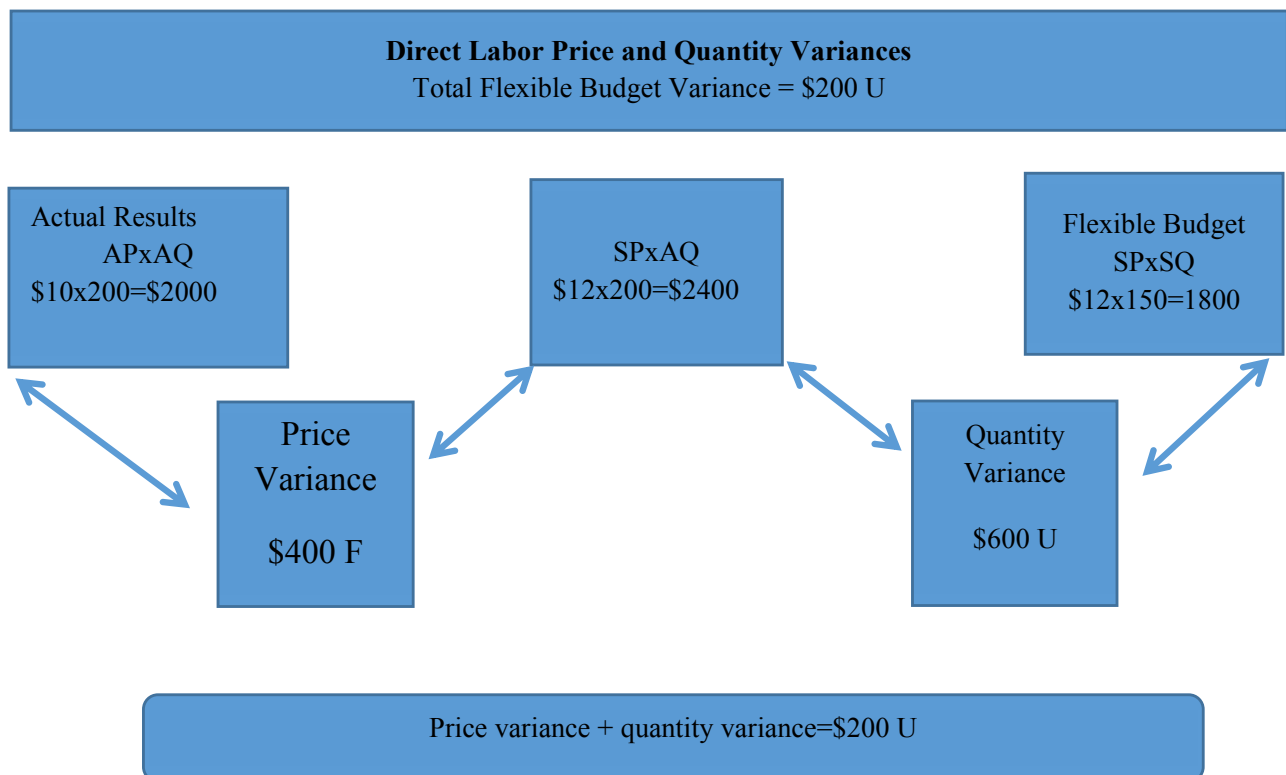 Direct Labor Price and Quantity Variances
Total Flexible Budget Variance = $200 U
Actual Results
APxAQ
$10x200=$2000
SPxAQ
$12x200=$2400
Flexible Budget
SPxSQ
$12x150=1800
Price
Variance
$400 F
Quantity
Variance
$600 U
Price variance + quantity variance=$200 U